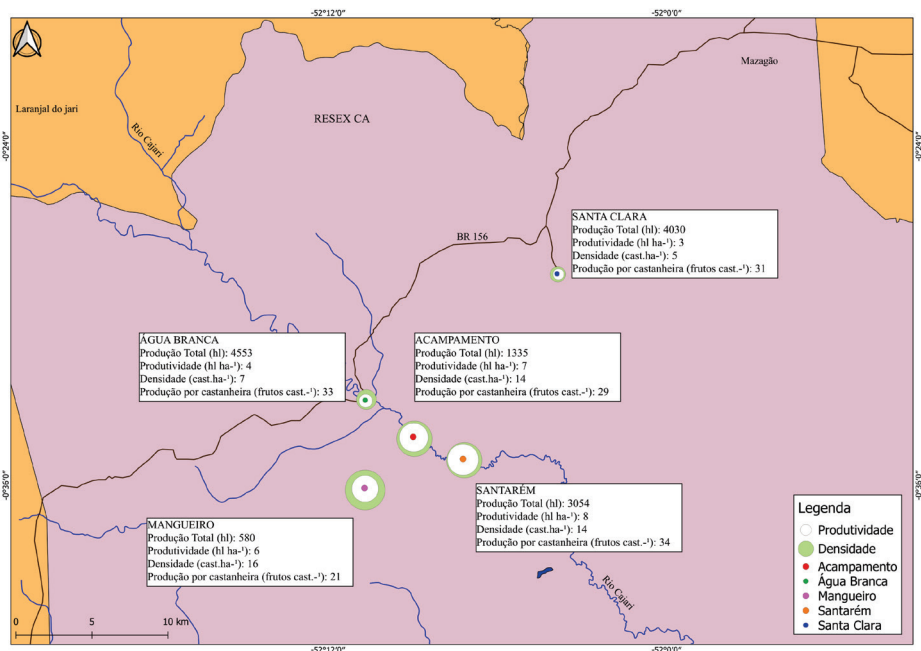 -52°12'0"
-52°0'0"
Mazagão
Laranjal do jari
RESEX CA
Rio Cajari
-0°24'0"
-0°24'0"
SANTA CLARA
Produção Total (hl): 4030
Produtividade (hl ha-¹): 3
Densidade (cast.ha-¹): 5
Produção por castanheira (frutos cast.-¹): 31
BR 156
ÁGUA BRANCA
Produção Total (hl): 4553
Produtividade (hl ha-¹): 4
Densidade (cast.ha-¹): 7
Produção por castanheira (frutos cast.-¹): 33
ACAMPAMENTO
Produção Total (hl): 1335
Produtividade (hl ha-¹): 7
Densidade (cast.ha-¹): 14
Produção por castanheira (frutos cast.-¹): 29
-0°36'0"
-0°36'0"
SANTARÉM
Produção Total (hl): 3054
Produtividade (hl ha-¹): 8
Densidade (cast.ha-¹): 14
Produção por castanheira (frutos cast.-¹): 34
MANGUEIRO
Produção Total (hl): 580
Produtividade (hl ha-¹): 6
Densidade (cast.ha-¹): 16
Produção por castanheira (frutos cast.-¹): 21
Rio Cajari
Legenda
Produtividade
Densidade
Acampamento
Água Branca
Mangueiro
Santarém
Santa Clara
0 5 10 km
-52°12'0"
-52°0'0"